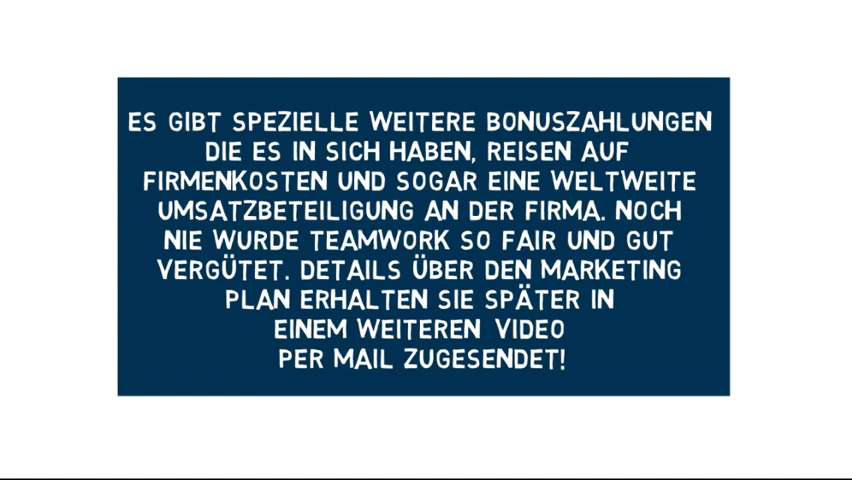 ES GIBT SPEZIELLE WEITERE BONUSZAHLUNGEN
DIE ES IN SICH HABEN, REISEN AUF
FIRMENKOSTEN UND SOGAR EINE WELTWEITE
UMSATZBETEILIGUNG AN DER FIRMA. NOCH
NIE WURDE TEAMWORK SO FAIR UND GUT
VERGÜTET. DETAILS ÜBER DEN MARKETING
PLAN ERHALTEN SIE SPÄTER IN
EINEM WEITEREN VIDEO
PER MAIL ZUGESENDET!